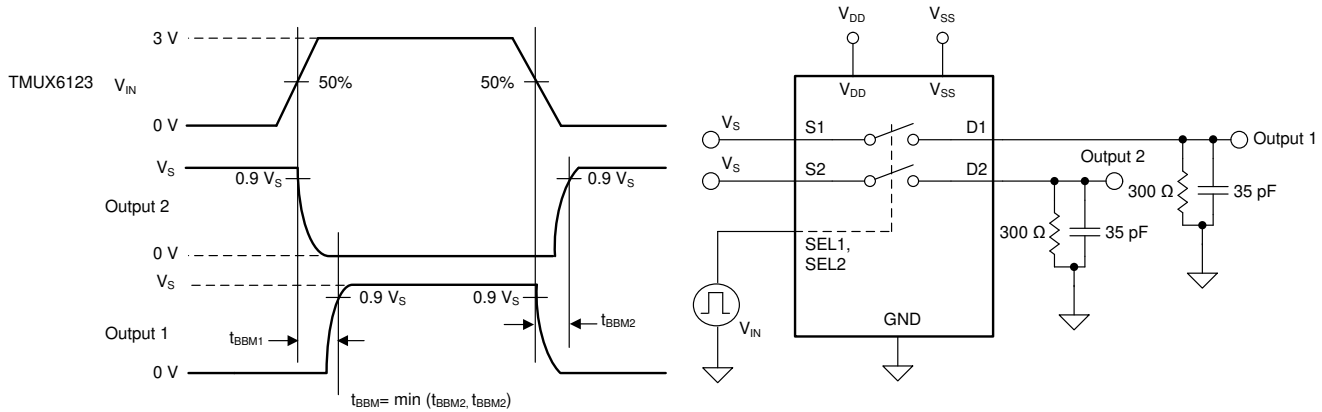 3 V
TMUX6123 V_IN
50%
50%
0 V
V_S
0.9 V_S
0.9 V_S
Output 2
0 V
V_S
0.9 V_S
0.9 V_S
Output 1
t_BBM1
t_BBM2
0 V
t_BBM= min (t_BBM2, t_BBM2)
V_DD
V_SS
V_DD
V_SS
V_S
S1
D1
Output 1
V_S
S2
D2
Output 2
300 Ω
35 pF
300 Ω
35 pF
SEL1,
SEL2
V_IN
GND